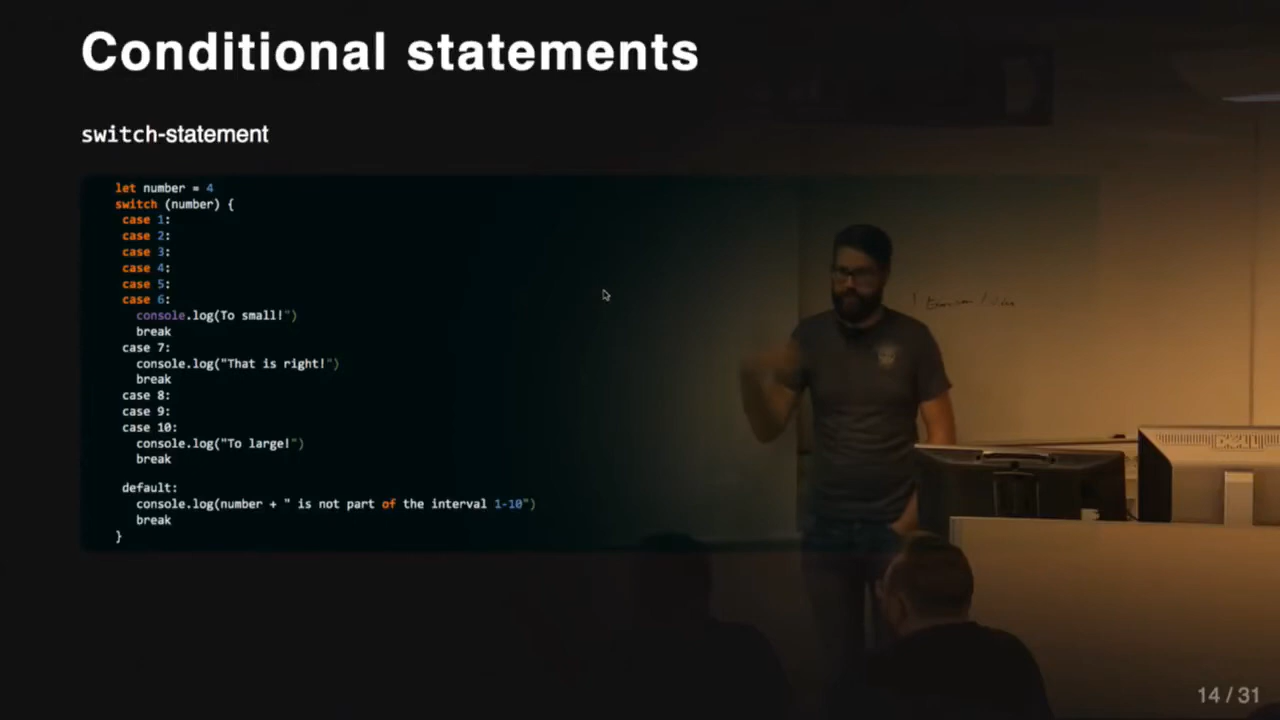 Conditional statements
switch-statement
let number = 4
switch (number) {
case 1:
case 2:
case 3:
case 4:
case 5:
case 6:
console.log(To small!")
break
case 7:
console.log("That is right!")
break
case 8:
case 9:
case 10:
console.log("To large!")
break
default:
console.log(number + " is not part of the interval 1-10")
break
}
DELL
14 / 31